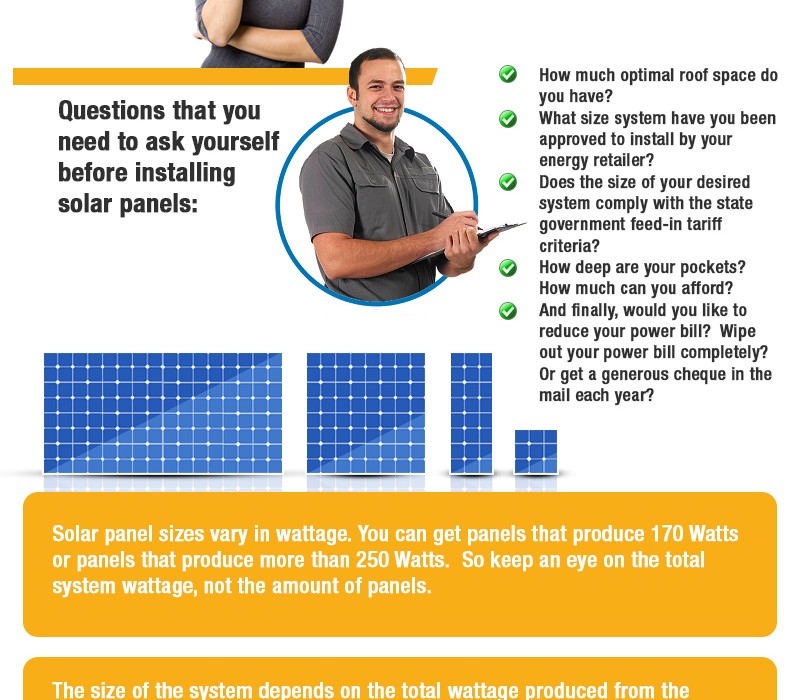 Questions that you
need to ask yourself
before installing
solar panels:
How much optimal roof space do
you have?
What size system have you been
approved to install by your
energy retailer?
Does the size of your desired
system comply with the state
government feed-in tariff
criteria?
How deep are your pockets?
How much can you afford?
And finally, would you like to
reduce your power bill?  Wipe
out your power bill completely?
Or get a generous cheque in the
mail each year?
Solar panel sizes vary in wattage. You can get panels that produce 170 Watts
or panels that produce more than 250 Watts.  So keep an eye on the total
system wattage, not the amount of panels.
The size of the system depends on the total wattage produced from the